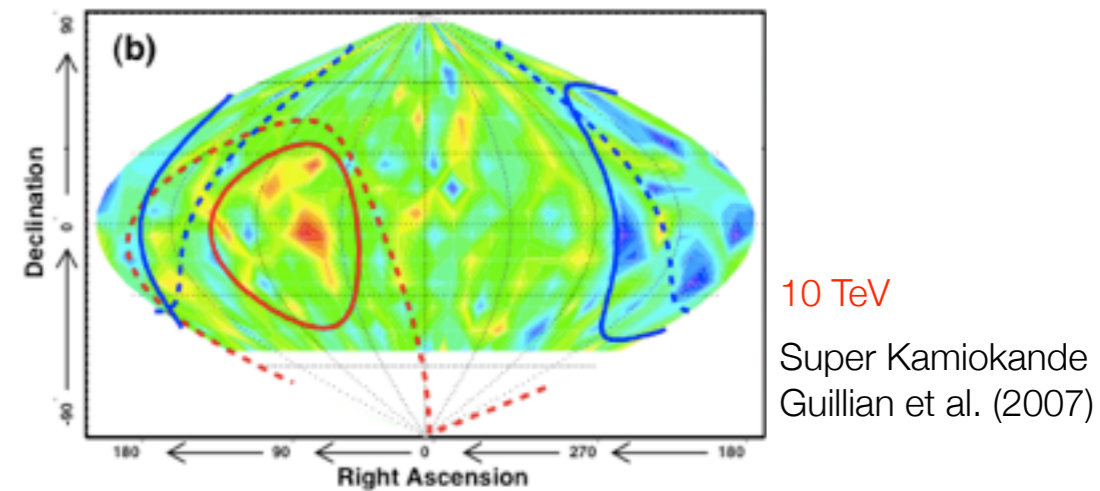 (b)
90
Declination
0
-90
180 90 0 270 180
Right Ascension
10 TeV
Super Kamiokande
Guillian et al. (2007)